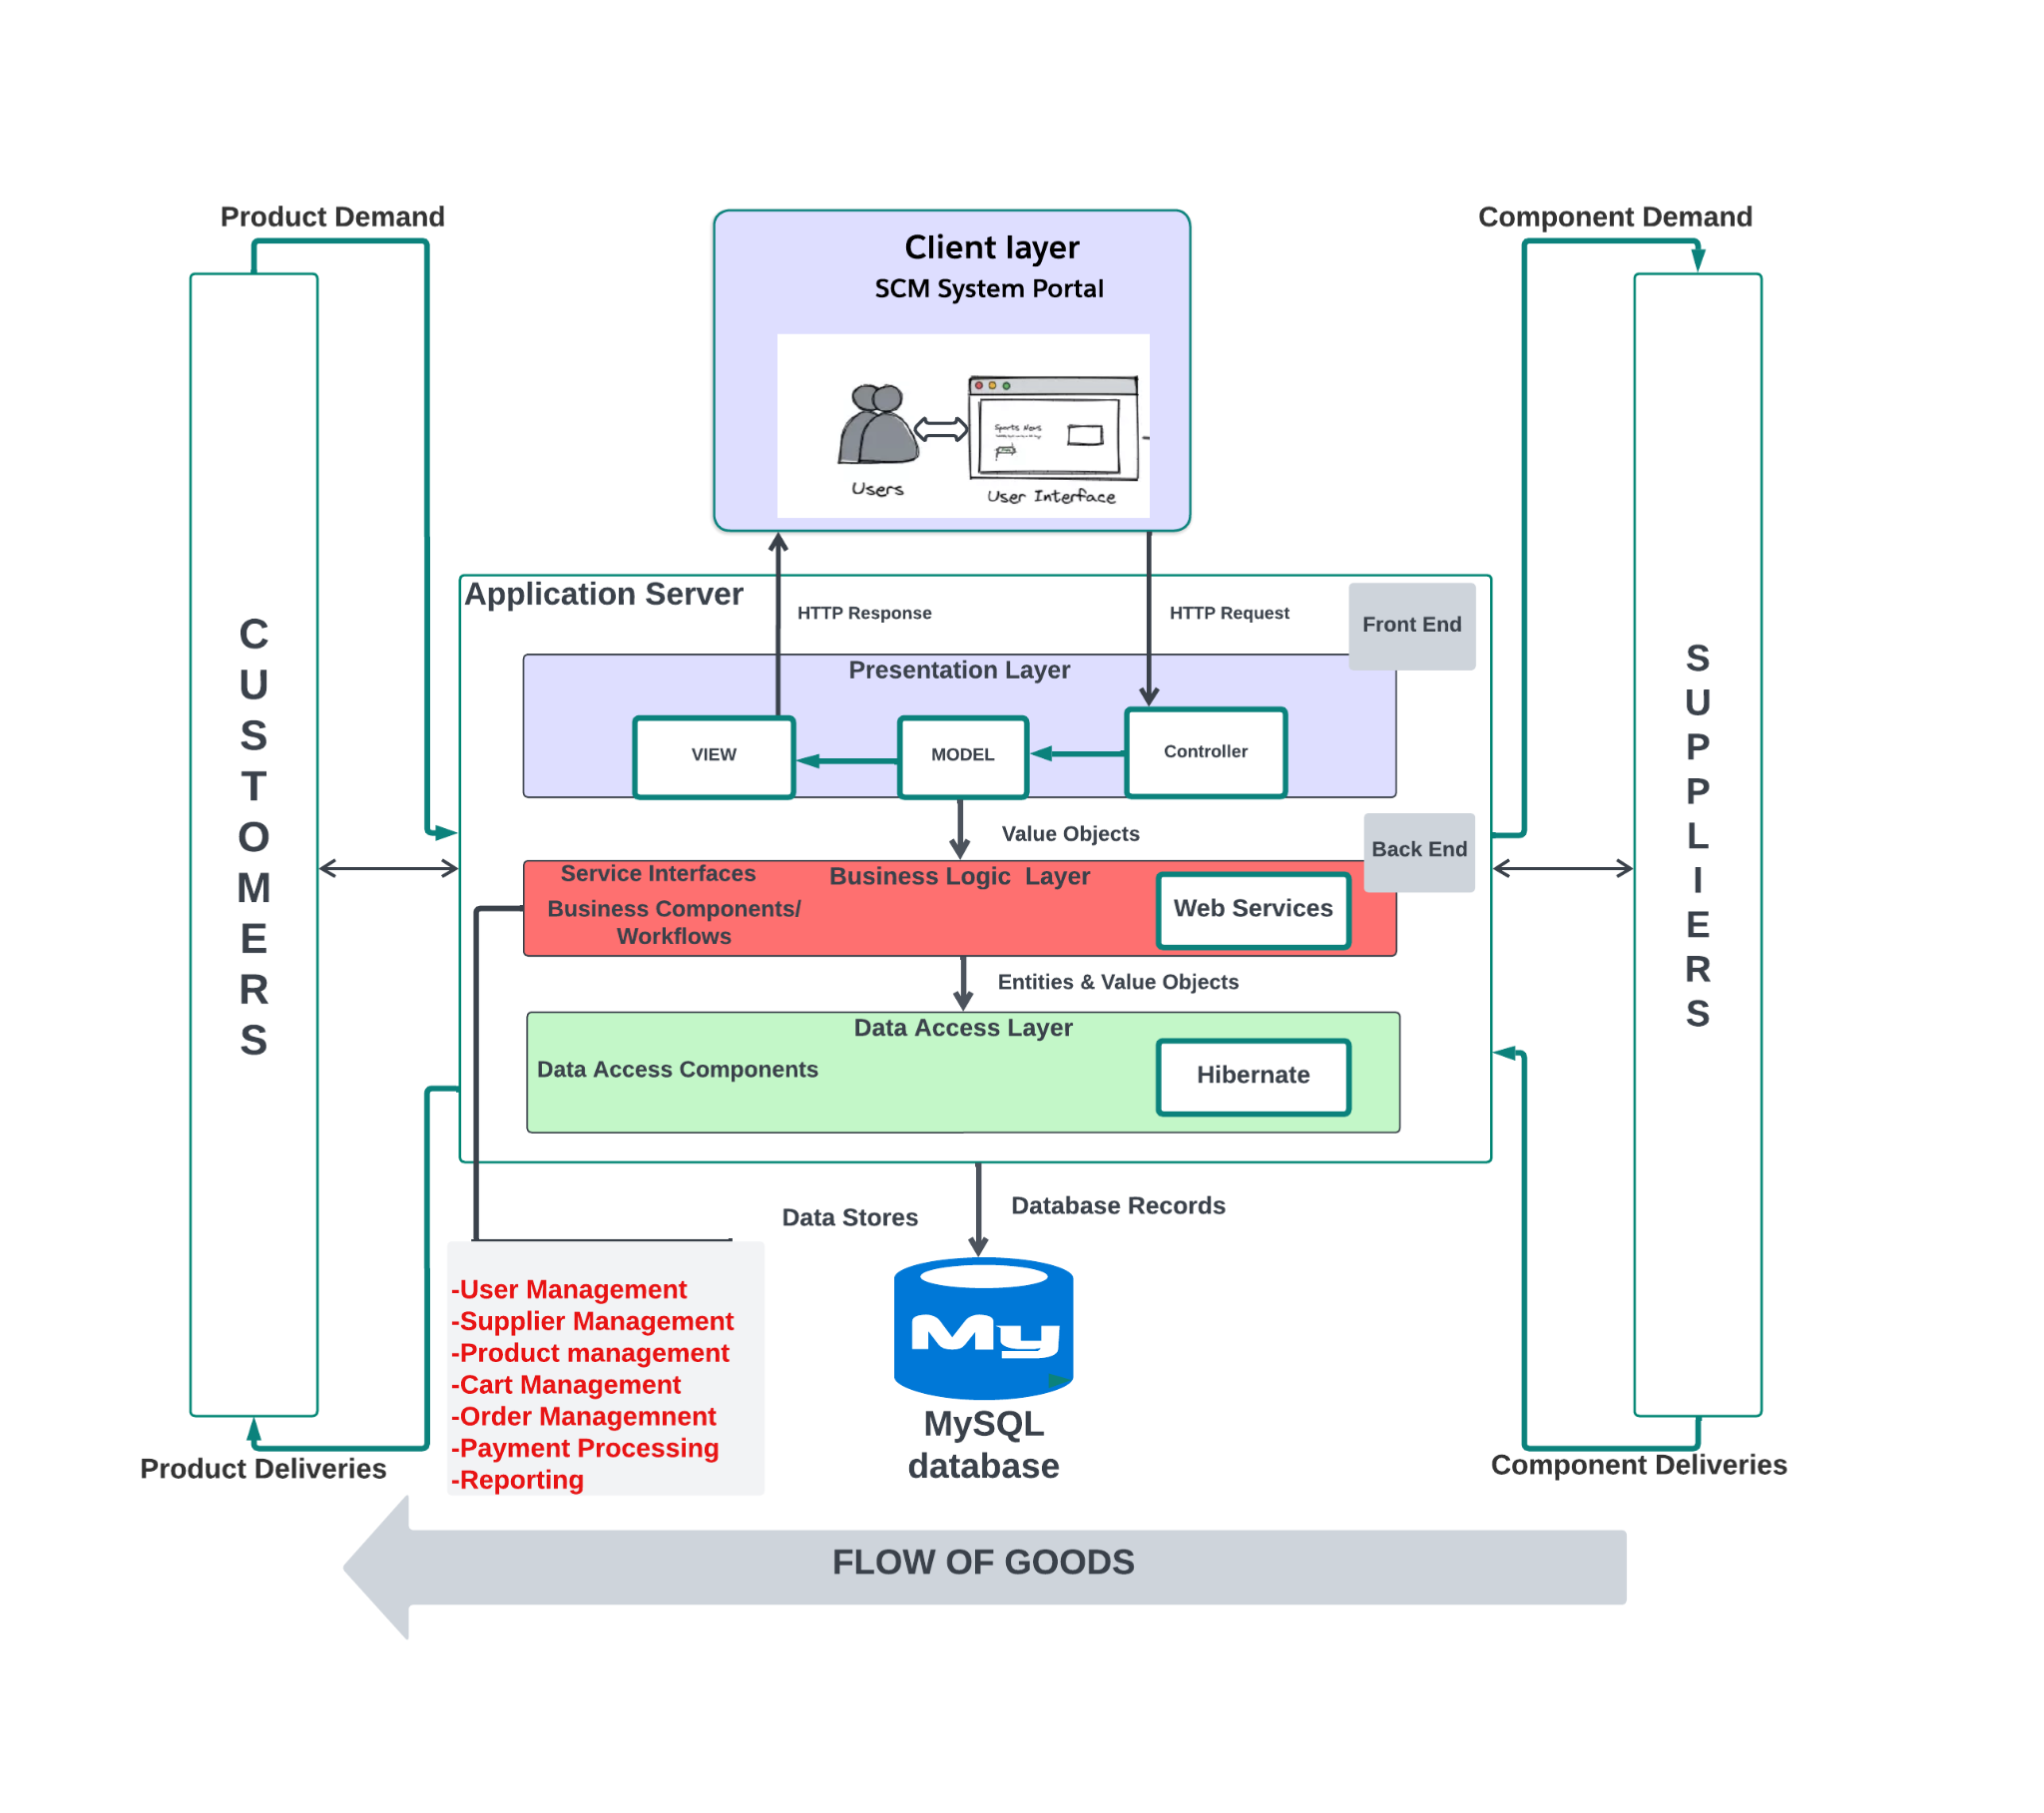 Product Demand
Component Demand
Client layer
SCM System Portal
Sports News
Users
User Interface
Application Server
HTTP Response
HTTP Request
Front End
Presentation Layer
VIEW
MODEL
Controller
Value Objects
Back End
Service Interfaces
Business Logic Layer
Business Components/
Workflows
Web Services
Entities & Value Objects
Data Access Layer
Data Access Components
Hibernate
CUSTOMERS
SUPPLIERS
Data Stores
Database Records
-User Management
-Supplier Management
-Product management
-Cart Management
-Order Managemnent
-Payment Processing
-Reporting
My
MySQL
database
Product Deliveries
Component Deliveries
FLOW OF GOODS